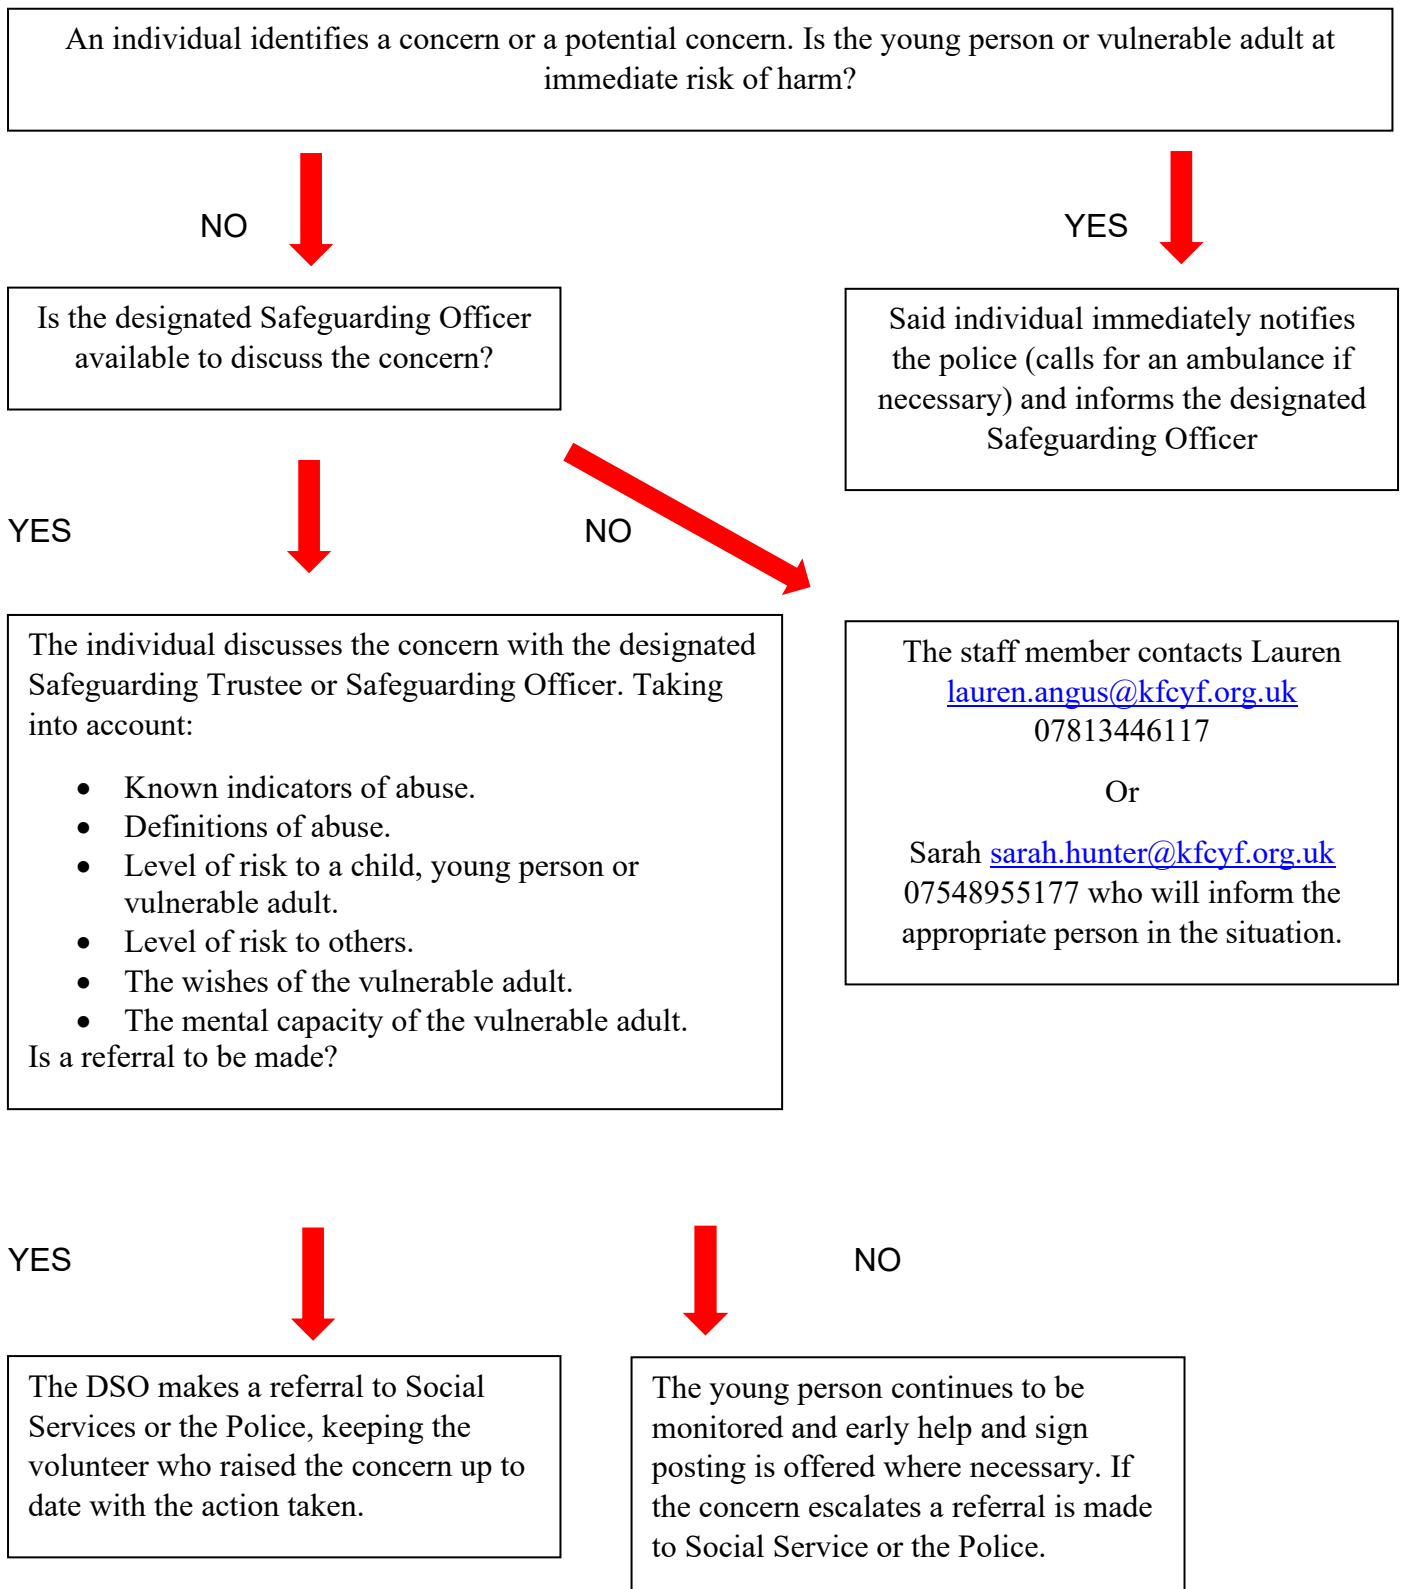 An individual identifies a concern or a potential concern. Is the young person or vulnerable adult at
immediate risk of harm?
NO
YES
Is the designated Safeguarding Officer
available to discuss the concern?
Said individual immediately notifies
the police (calls for an ambulance if
necessary) and informs the designated
Safeguarding Officer
YES
NO
The individual discusses the concern with the designated
Safeguarding Trustee or Safeguarding Officer. Taking
into account:
• Known indicators of abuse.
• Definitions of abuse.
• Level of risk to a child, young person or
vulnerable adult.
• Level of risk to others.
• The wishes of the vulnerable adult.
• The mental capacity of the vulnerable adult.
Is a referral to be made?
The staff member contacts Lauren
lauren.angus@kfcyf.org.uk
07813446117
Or
Sarah sarah.hunter@kfcyf.org.uk
07548955177 who will inform the
appropriate person in the situation.
YES
NO
The DSO makes a referral to Social
Services or the Police, keeping the
volunteer who raised the concern up to
date with the action taken.
The young person continues to be
monitored and early help and sign
posting is offered where necessary. If
the concern escalates a referral is made
to Social Service or the Police.